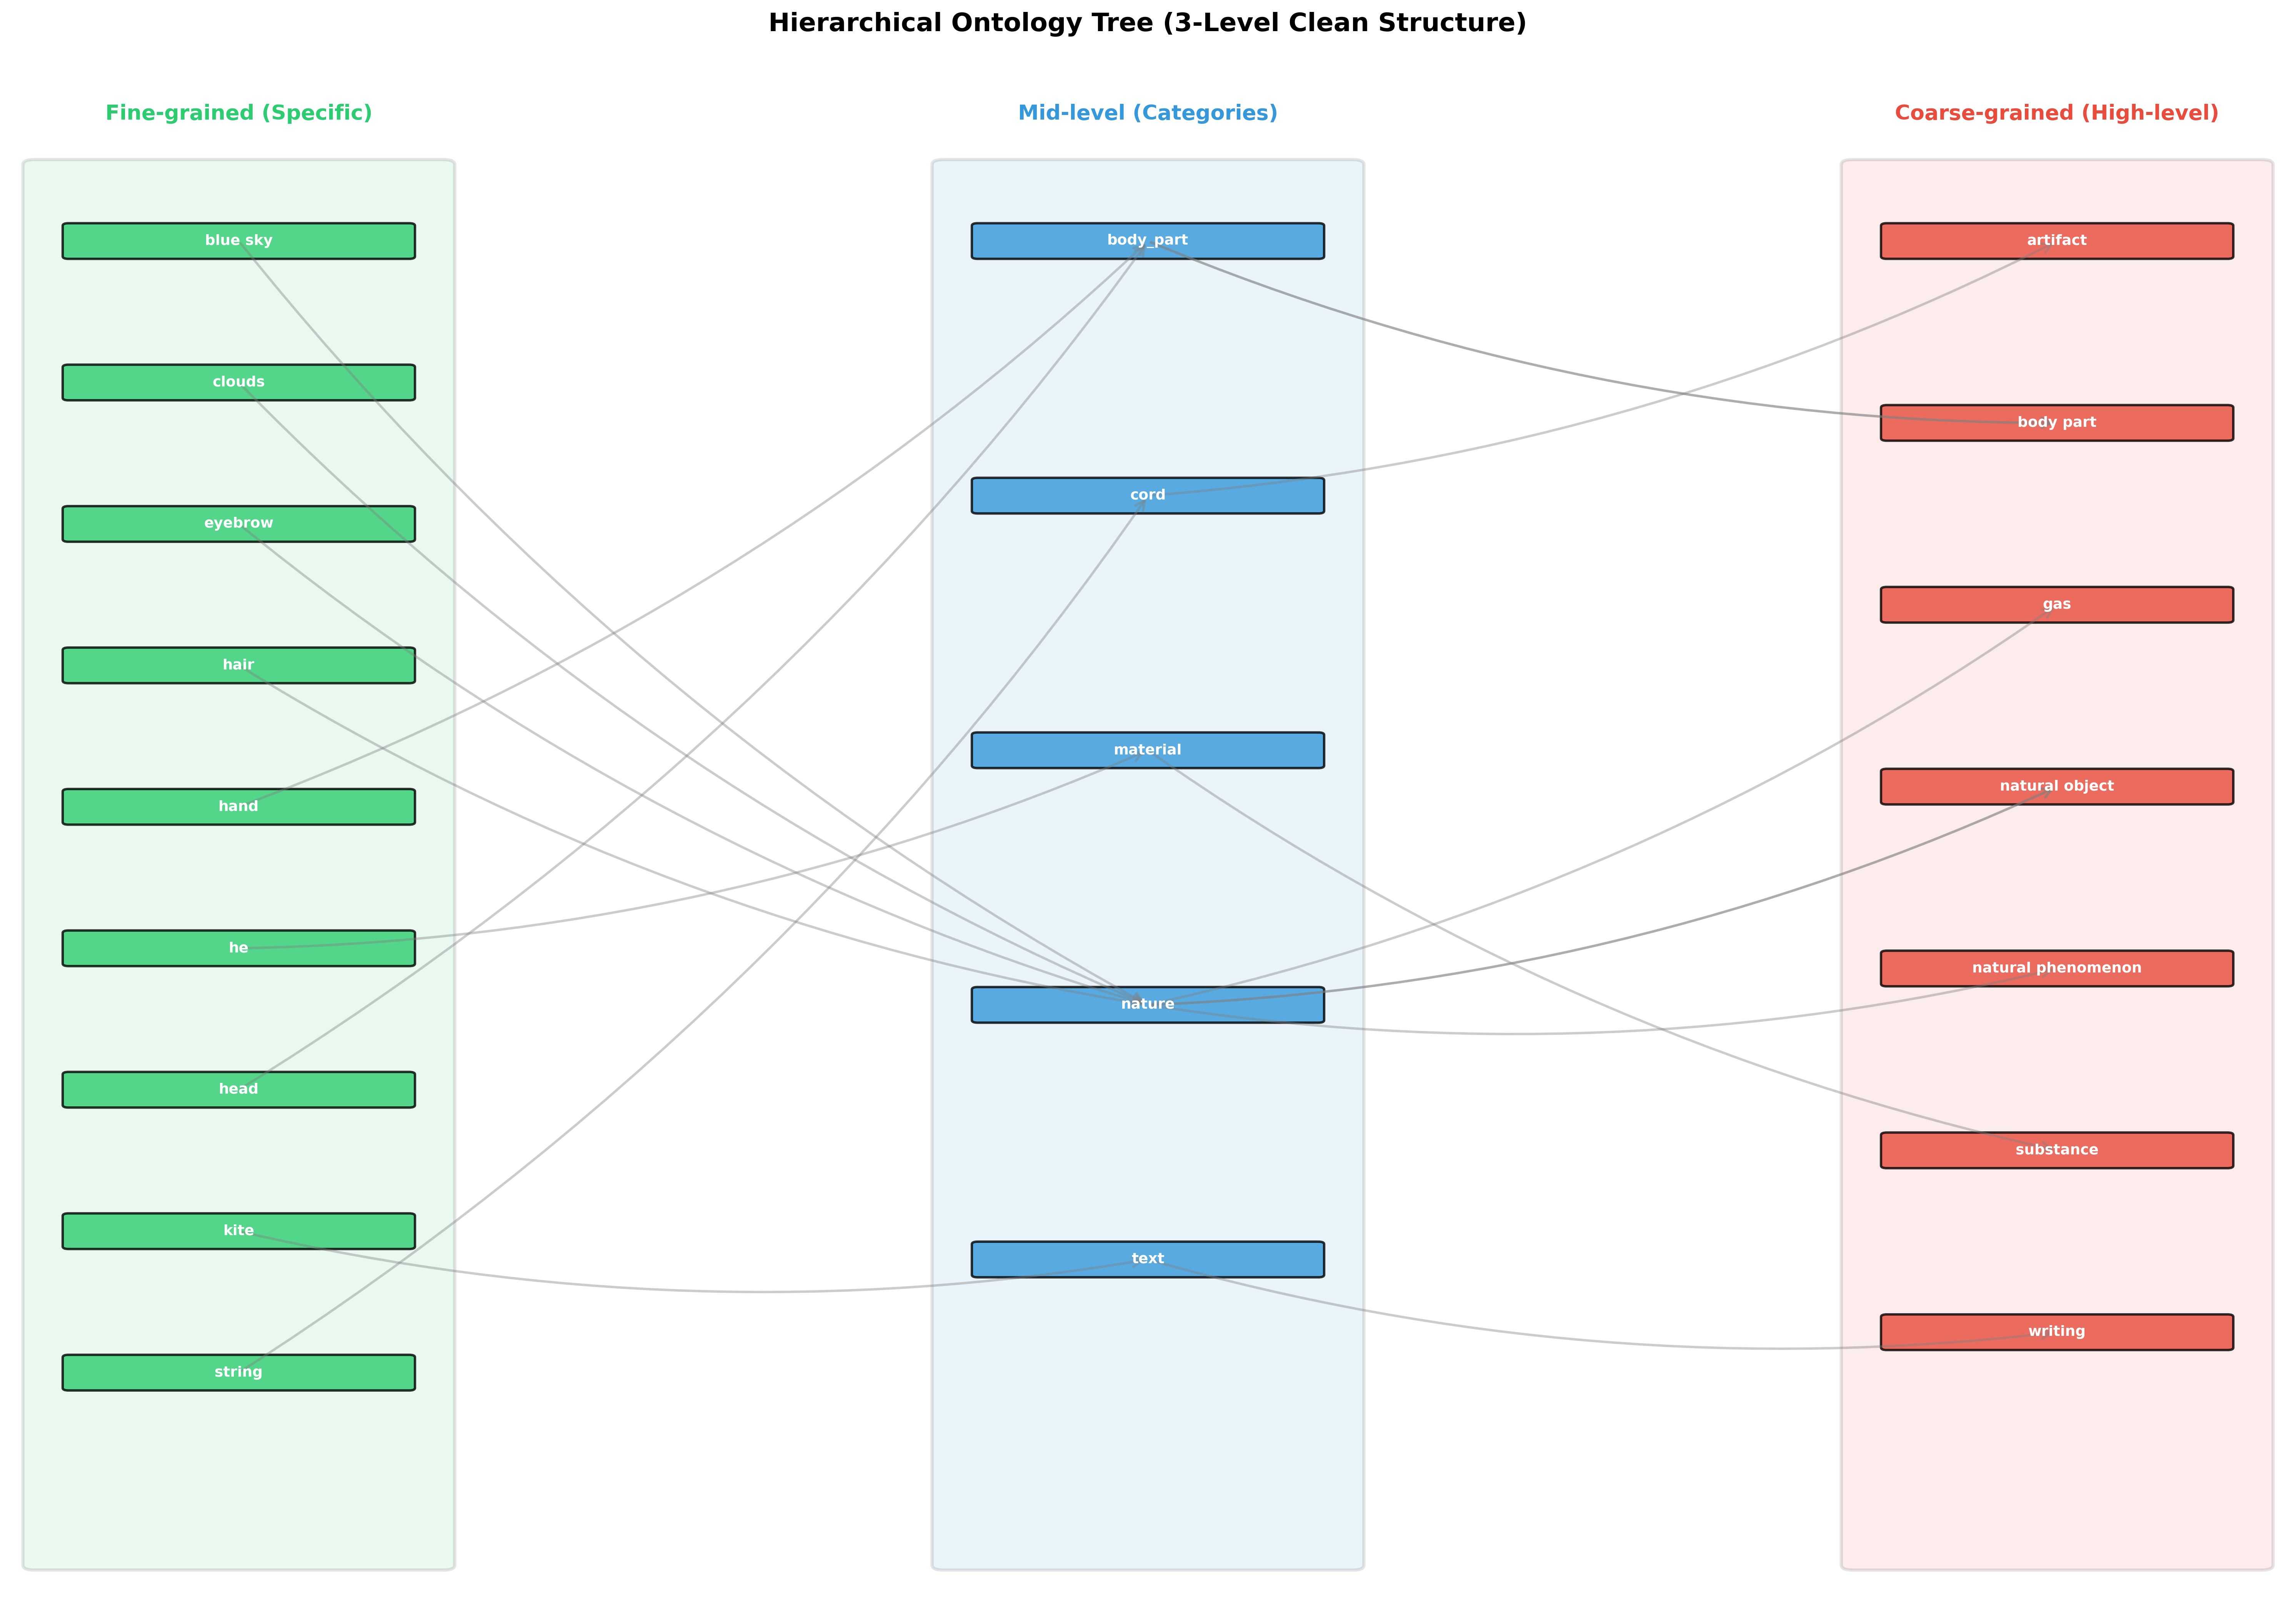 Hierarchical Ontology Tree (3-Level Clean Structure)
Fine-grained (Specific)
blue sky
clouds
eyebrow
hair
hand
he
head
kite
string
Mid-level (Categories)
body_part
cord
material
nature
text
Coarse-grained (High-level)
artifact
body part
gas
natural object
natural phenomenon
substance
writing